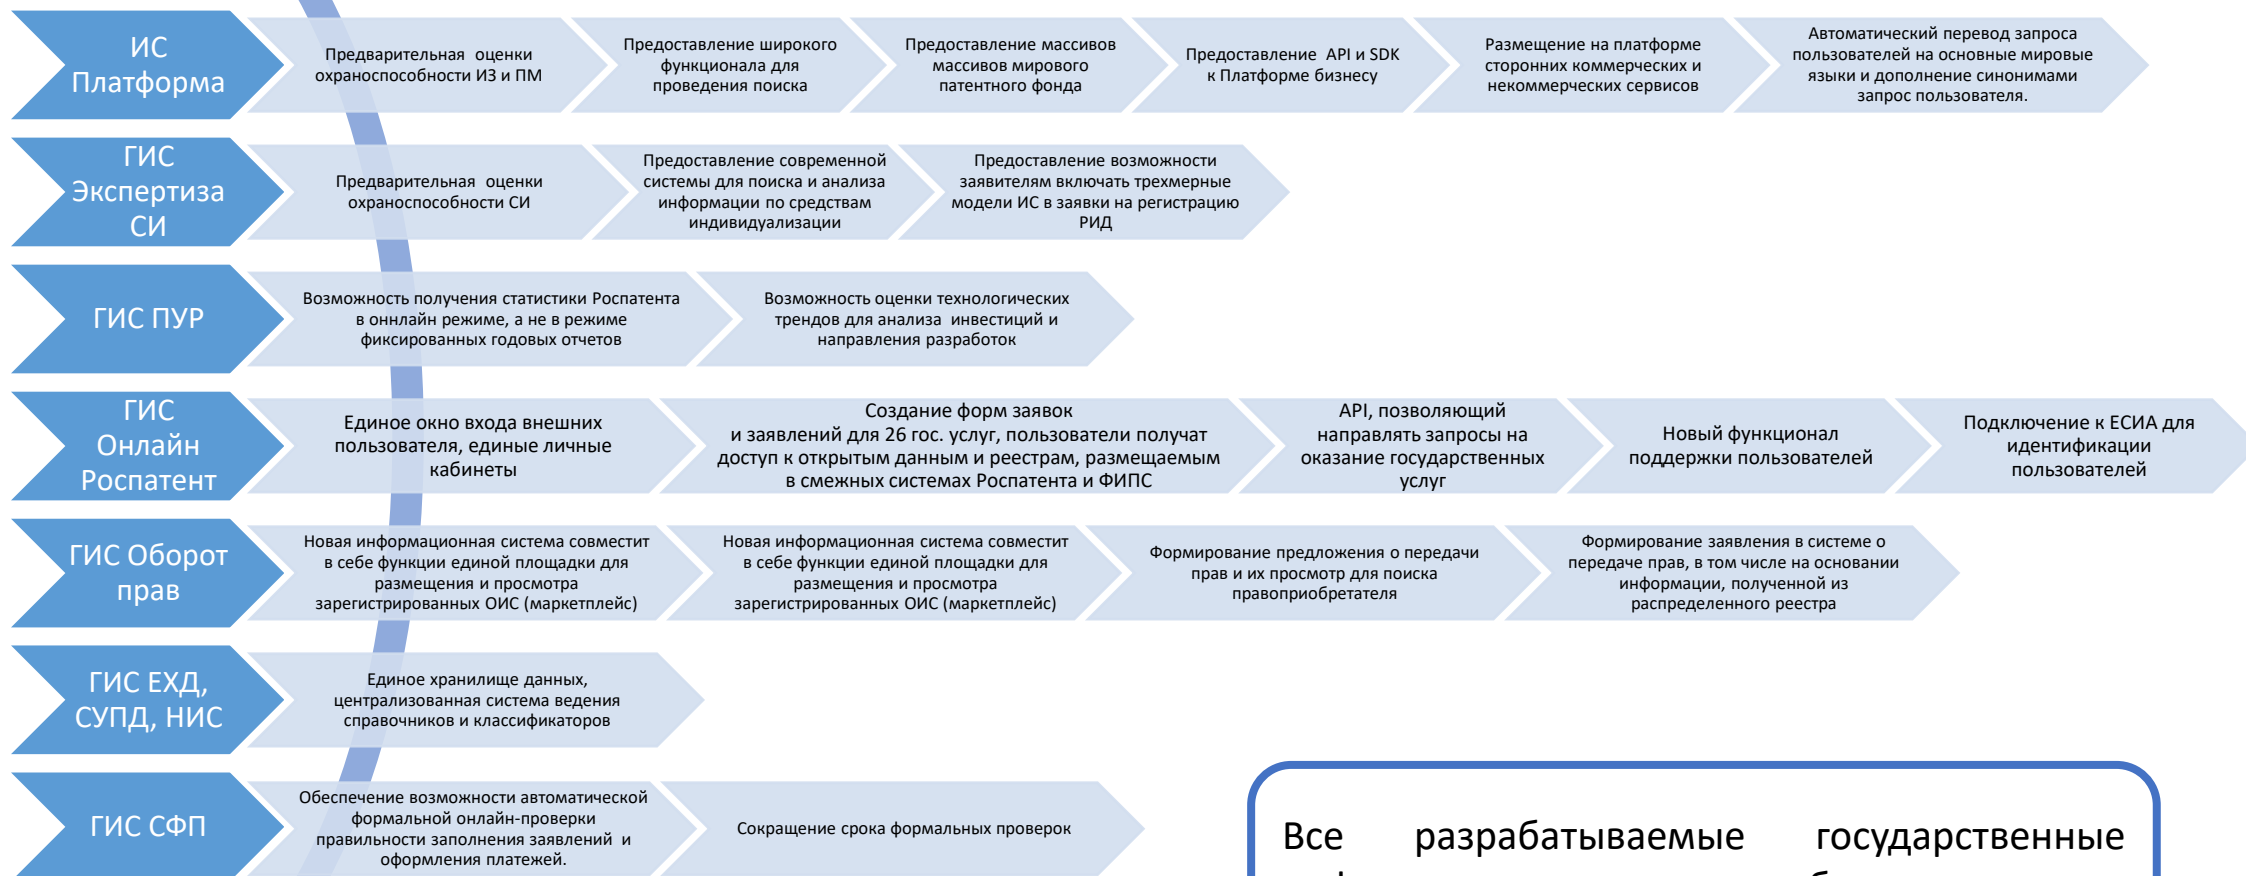 ИС
Платформа
Предварительная оценки
охраноспособности ИЗ и ПМ
Предоставление широкого
функционала для
проведения поиска
Предоставление массивов
массивов мирового
патентного фонда
Предоставление API и SDK
к Платформе бизнесу
Размещение на платформе
сторонних коммерческих и
некоммерческих сервисов
Автоматический перевод запроса
пользователей на основные мировые
языки и дополнение синонимами
запрос пользователя.
ГИС
Экспертиза
СИ
Предварительная оценки
охраноспособности СИ
Предоставление современной
системы для поиска и анализа
информации по средствам
индивидуализации
Предоставление возможности
заявителям включать трехмерные
модели ИС в заявки на регистрацию
РИД
ГИС ПУР
Возможность получения статистики Роспатента
в оннлайн режиме, а не в режиме
фиксированных годовых отчетов
Возможность оценки технологических
трендов для анализа инвестиций и
направления разработок
ГИС
Онлайн
Роспатент
Единое окно входа внешних
пользователя, единые личные
кабинеты
Создание форм заявок
и заявлений для 26 гос. услуг, пользователи получат
доступ к открытым данным и реестрам, размещаемым
в смежных системах Роспатента и ФИПС
API, позволяющий
направлять запросы на
оказание государственных
услуг
Новый функционал
поддержки пользователей
Подключение к ЕСИА для
идентификации
пользователей
ГИС Оборот
прав
Новая информационная система совместит
в себе функции единой площадки для
размещения и просмотра
зарегистрированных ОИС (маркетплейс)
Новая информационная система совместит
в себе функции единой площадки для
размещения и просмотра
зарегистрированных ОИС (маркетплейс)
Формирование предложения о передачи
прав и их просмотр для поиска
правоприобретателя
Формирование заявления в системе о
передаче прав, в том числе на основании
информации, полученной из
распределенного реестра
ГИС ЕХД,
СУПД, НИС
Единое хранилище данных,
централизованная система ведения
справочников и классификаторов
ГИС СФП
Обеспечение возможности автоматической
формальной онлайн-проверки
правильности заполнения заявлений и
оформления платежей.
Сокращение срока формальных проверок
Все разрабатываемые государственные